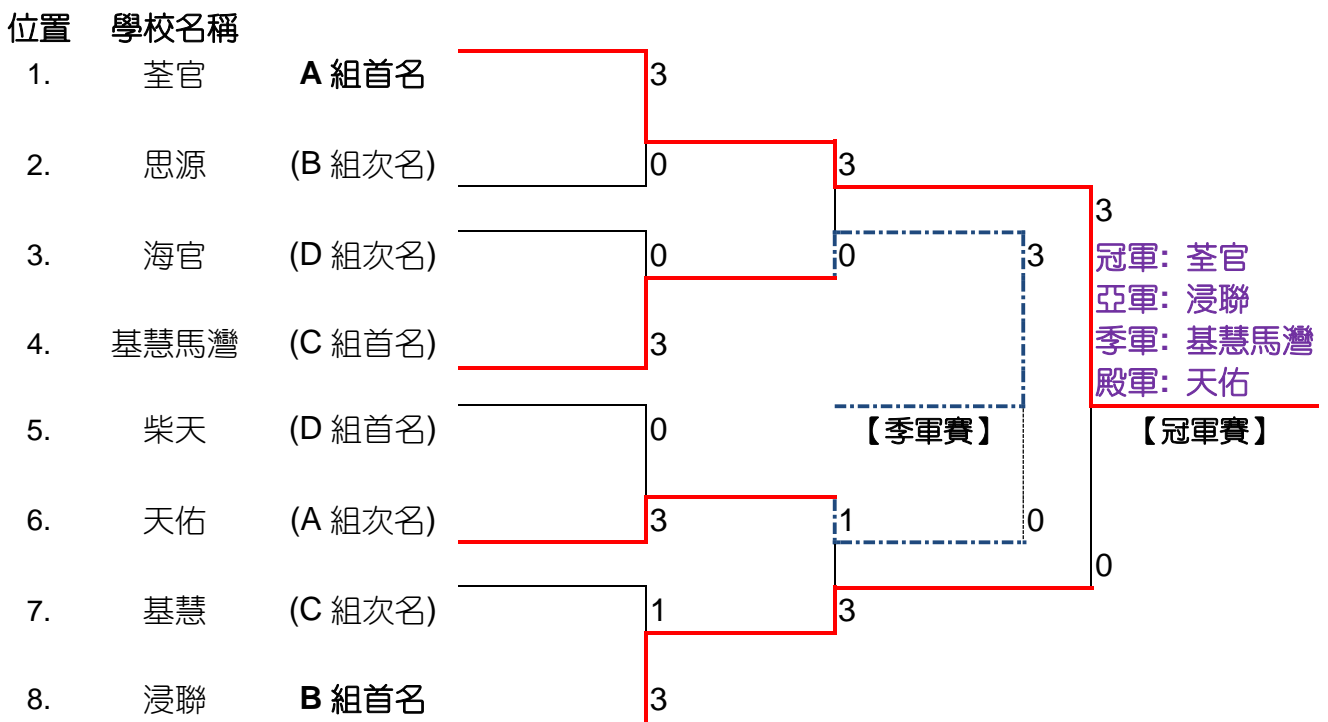 位置 學校名稱
1. 荃官 A 組首名 3
2. 思源 (B 組次名) 0 3
3
3. 海官 (D 組次名) 0 0 3 冠軍: 荃官
亞軍: 浸聯
4. 基慧馬灣 (C 組首名) 3 季軍: 基慧馬灣
殿軍: 天佑
5. 柴天 (D 組首名) 0 【季軍賽】 【冠軍賽】
6. 天佑 (A 組次名) 3 1 0
0
7. 基慧 (C 組次名) 1 3
8. 浸聯 B 組首名 3